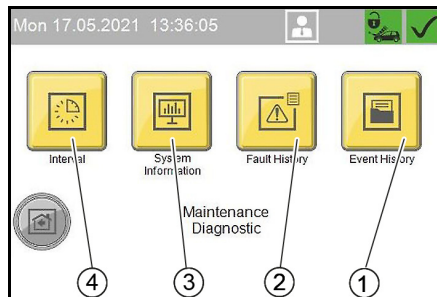 Mon 17.05.2021 13:36:05
Interval
System
Information
Fault History
Event History
Maintenance
Diagnostic
4
3
2
1